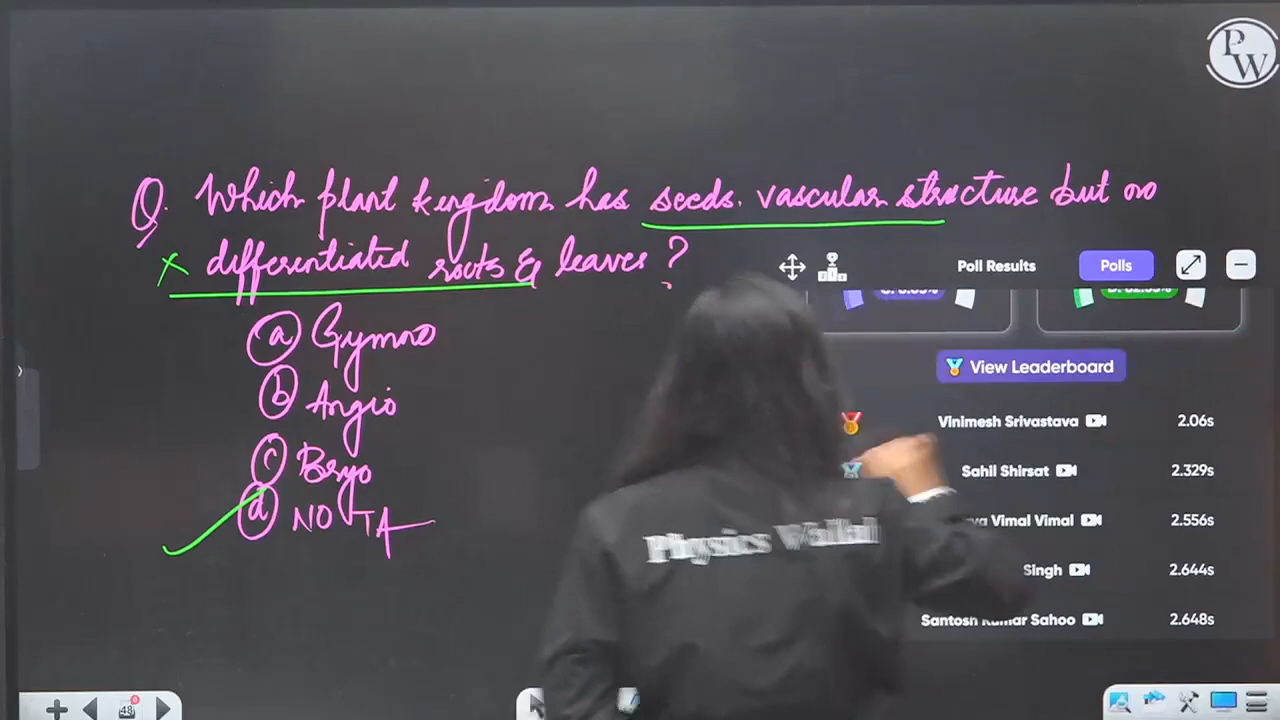 PW
Q. Which plant kingdom has seeds. vascular structure but no
× differentiated roots & leaves ?
(a) Gymno
(b) Angio
(c) Bryo
(d) NOTA
Poll Results
Polls
View Leaderboard
Vinimesh Srivastava 2.06s
Sahil Shirsat 2.329s
Vimal Vimal 2.556s
Singh 2.644s
Santosh Kumar Sahoo 2.648s
Physics Wallah
48